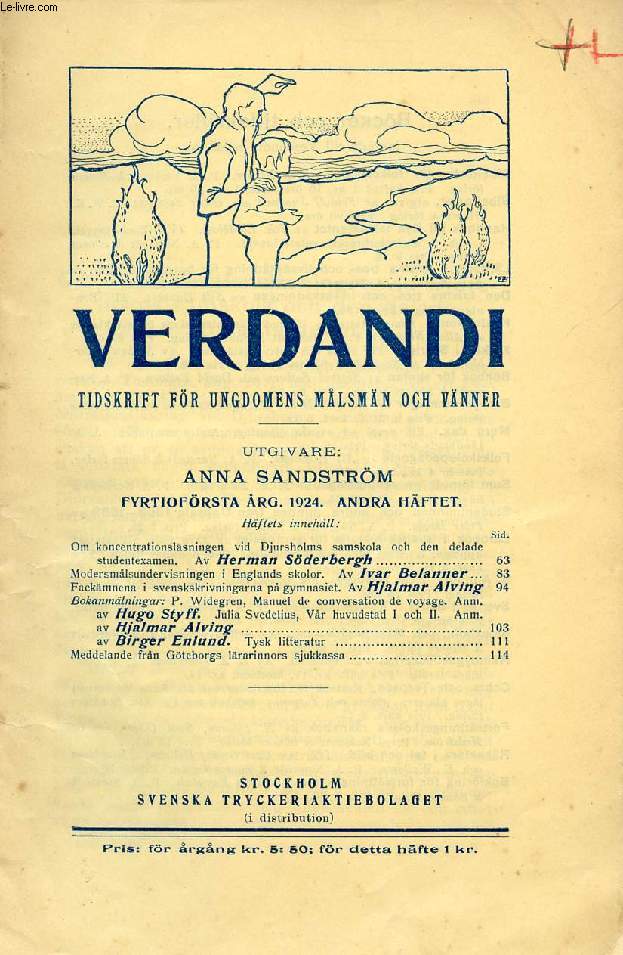 © Le-livre.com
VERDANDI
TIDSKRIFT FÖR UNGDOMENS MÅLSMÄN OCH VÄNNER
UTGIVARE:
ANNA SANDSTRÖM
FYRTIOFÖRSTA ÅRG. 1924. ANDRA HÄFTET.
Häftets innehåll:
Sid.
Om koncentrationsläsningen vid Djursholms samskola och den delade
studentexamen. Av Herman Söderbergh ..................... 63
Modersmålsundervisningen i Englands skolor. Av Ivar Belanner ... 83
Fackämnena i svenskskrivningarna på gymnasiet. Av Hjalmar Alving 94
Bokanmälningar: P. Widegren, Manuel de conversation de voyage. Anm.
av Hugo Styff. Julia Svedelius, Vår huvudstad I och II. Anm.
av Hjalmar Alving ..................... 103
av Birger Enlund. Tysk litteratur ..................... 111
Meddelande från Göteborgs lärarinnors sjukkassa ..................... 114
STOCKHOLM
SVENSKA TRYCKERIAKTIEBOLAGET
(i distribution)
Pris: för årgång kr. 5: 50; för detta häfte 1 kr.